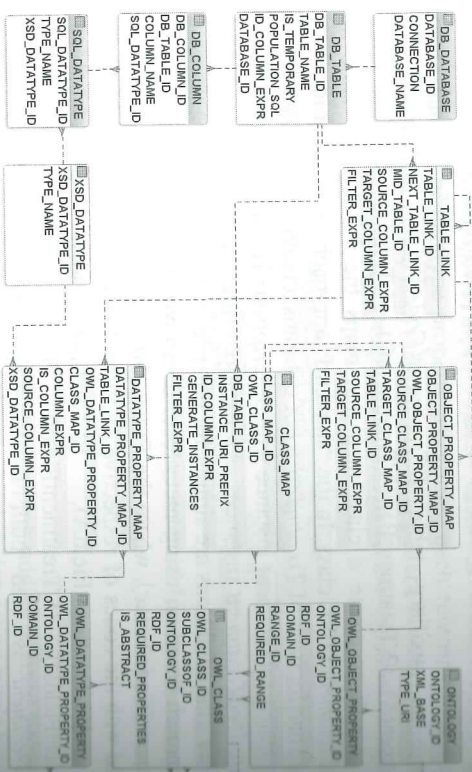 DB_DATABASE
DATABASE_ID
CONNECTION
DATABASE_NAME
DB_TABLE
DB_TABLE_ID
TABLE_NAME
IS_TEMPORARY
POPULATION_SQL
ID_COLUMN_EXPR
DATABASE_ID
DB_COLUMN
DB_COLUMN_ID
DB_TABLE_ID
COLUMN_NAME
SQL_DATATYPE_ID
SQL_DATATYPE
SQL_DATATYPE_ID
TYPE_NAME
XSD_DATATYPE_ID
TABLE_LINK
TABLE_LINK_ID
NEXT_TABLE_LINK_ID
MID_TABLE_ID
SOURCE_COLUMN_EXPR
TARGET_COLUMN_EXPR
FILTER_EXPR
XSD_DATATYPE
XSD_DATATYPE_ID
TYPE_NAME
OBJECT_PROPERTY_MAP
OBJECT_PROPERTY_MAP_ID
OWL_OBJECT_PROPERTY_ID
SOURCE_CLASS_MAP_ID
TARGET_CLASS_MAP_ID
TABLE_LINK_ID
SOURCE_COLUMN_EXPR
TARGET_COLUMN_EXPR
FILTER_EXPR
CLASS_MAP
CLASS_MAP_ID
OWL_CLASS_ID
DB_TABLE_ID
INSTANCE_URI_PREFIX
ID_COLUMN_EXPR
GENERATE_INSTANCES
FILTER_EXPR
DATATYPE_PROPERTY_MAP
DATATYPE_PROPERTY_MAP_ID
TABLE_LINK_ID
OWL_DATATYPE_PROPERTY_ID
CLASS_MAP_ID
COLUMN_EXPR
IS_COLUMN_EXPR
SOURCE_COLUMN_EXPR
XSD_DATATYPE_ID
ONTOLOGY
ONTOLOGY_ID
XML_BASE
TYPE_URI
OWL_OBJECT_PROPERTY
OWL_OBJECT_PROPERTY_ID
ONTOLOGY_ID
RDF_ID
DOMAIN_ID
RANGE_ID
REQUIRED_RANGE
OWL_CLASS
OWL_CLASS_ID
SUBCLASSOF_ID
ONTOLOGY_ID
RDF_ID
REQUIRED_PROPERTIES
IS_ABSTRACT
OWL_DATATYPE_PROPERTY
OWL_DATATYPE_PROPERTY_ID
ONTOLOGY_ID
DOMAIN_ID
RDF_ID